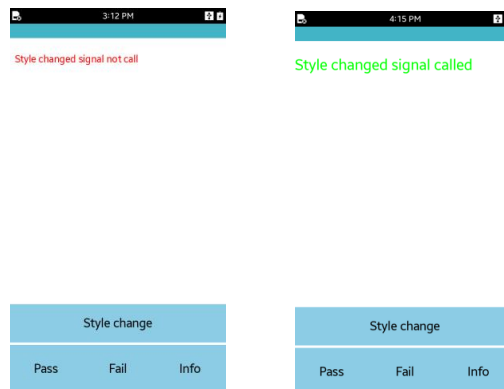 3:12 PM
Style changed signal not call
Style change
Pass Fail Info
4:15 PM
Style changed signal called
Style change
Pass Fail Info